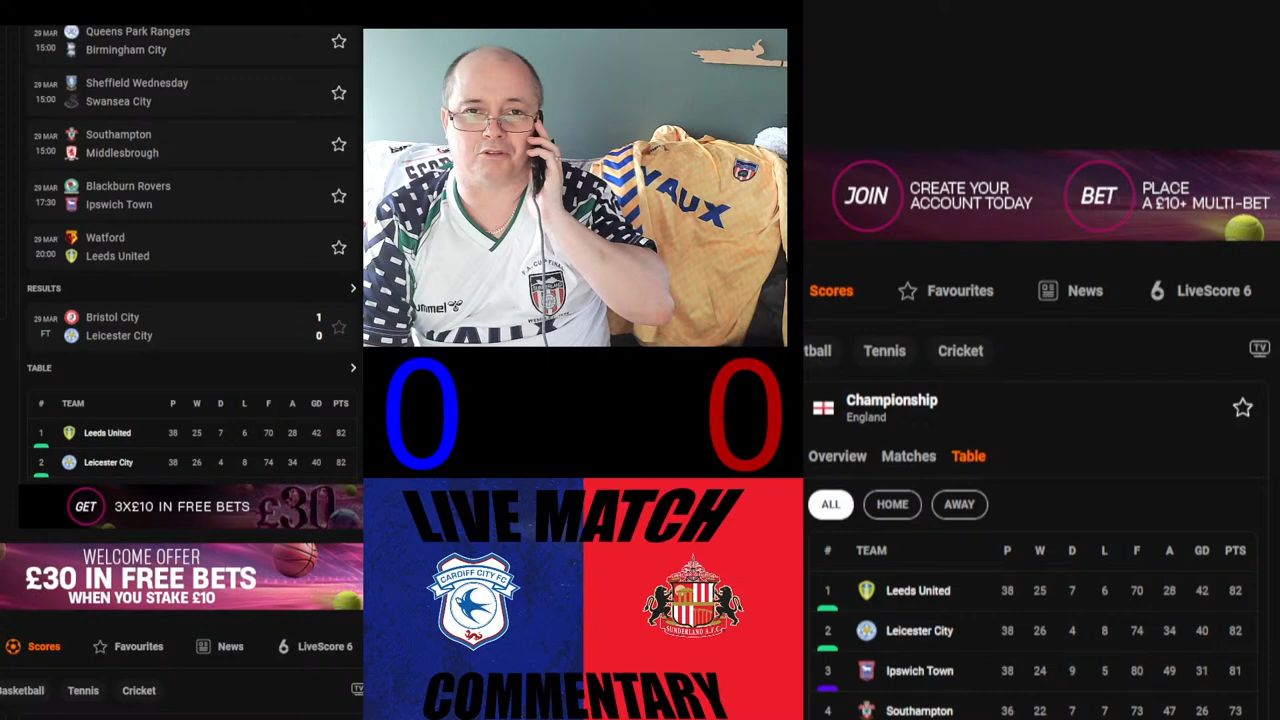 29 MAR
15:00
Queens Park Rangers
Birmingham City
29 MAR
15:00
Sheffield Wednesday
Swansea City
29 MAR
15:00
Southampton
Middlesbrough
29 MAR
17:30
Blackburn Rovers
Ipswich Town
29 MAR
20:00
Watford
Leeds United
RESULTS
29 MAR
FT
Bristol City 1
Leicester City 0
TABLE
# TEAM P W D L F A GD PTS
1 Leeds United 38 25 7 6 70 28 42 82
2 Leicester City 38 26 4 8 74 34 40 82
GET 3X£10 IN FREE BETS £30
WELCOME OFFER
£30 IN FREE BETS
WHEN YOU STAKE £10
Scores Favourites News 6 LiveScore 6
Basketball Tennis Cricket TV
VAUX
F.A. CUP FINAL
SUNDERLAND
hummel
VAUX
0 0
LIVE MATCH
CARDIFF CITY FC
SUNDERLAND A.F.C
COMMENTARY
JOIN
CREATE YOUR
ACCOUNT TODAY
BET
PLACE
A £10+ MULTI-BET
Scores Favourites News 6 LiveScore 6
tball Tennis Cricket TV
Championship
England
Overview Matches Table
ALL HOME AWAY
# TEAM P W D L F A GD PTS
1 Leeds United 38 25 7 6 70 28 42 82
2 Leicester City 38 26 4 8 74 34 40 82
3 Ipswich Town 38 24 9 5 80 49 31 81
4 Southampton 36 22 7 7 73 47 26 73